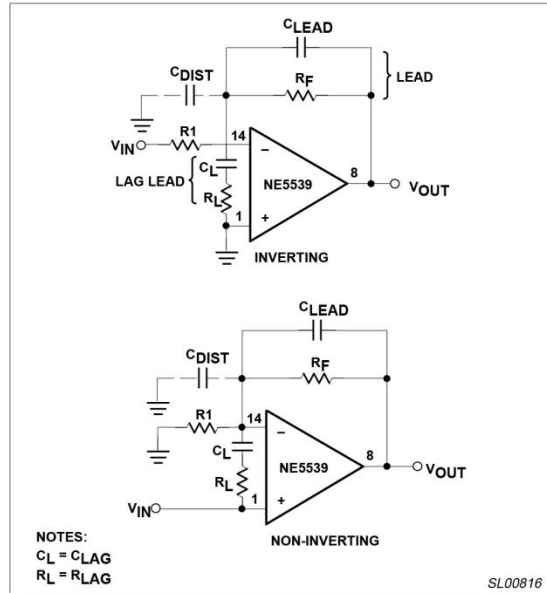 CLEAD
CDIST
RF
LEAD
VIN
R1
14
−
LAG LEAD
CL
RL
NE5539
8
VOUT
1
+
INVERTING
CLEAD
CDIST
RF
R1
14
−
CL
RL
NE5539
8
VOUT
VIN
1
+
NON-INVERTING
NOTES:
CL = CLAG
RL = RLAG
SL00816